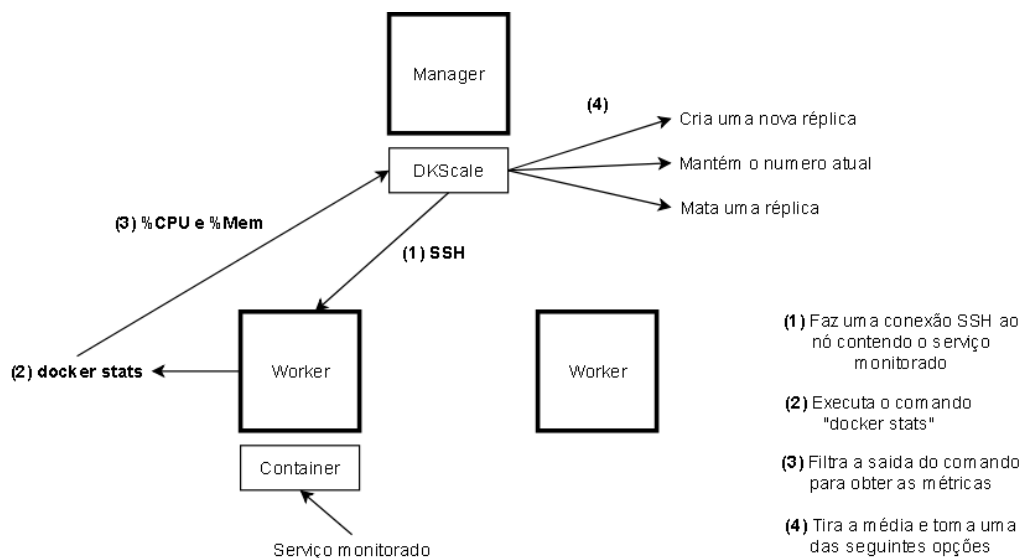 Manager
(4)
Cria uma nova réplica
DKScale
Mantém o numero atual
Mata uma réplica
(3) %CPU e %Mem
(1) SSH
(2) docker stats
Worker
Worker
Container
Serviço monitorado
(1) Faz uma conexão SSH ao
nó contendo o serviço
monitorado
(2) Executa o comando
"docker stats"
(3) Filtra a saida do comando
para obter as métricas
(4) Tira a média e toma uma
das seguintes opções